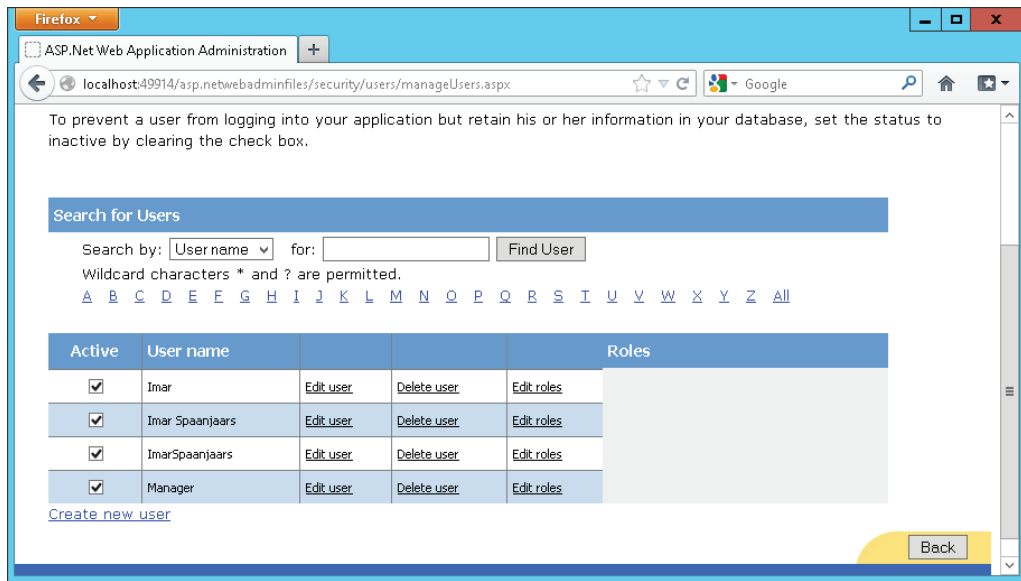 Firefox
ASP.Net Web Application Administration
localhost:49914/asp.netwebadminfiles/security/users/manageUsers.aspx
Google
To prevent a user from logging into your application but retain his or her information in your database, set the status to
inactive by clearing the check box.
Search for Users
Search by: User name for: Find User
Wildcard characters * and ? are permitted.
A B C D E F G H I J K L M N O P Q R S T U V W X Y Z All
Active User name Roles
Imar Edit user Delete user Edit roles
Imar Spaanjaars Edit user Delete user Edit roles
ImarSpaanjaars Edit user Delete user Edit roles
Manager Edit user Delete user Edit roles
Create new user
Back